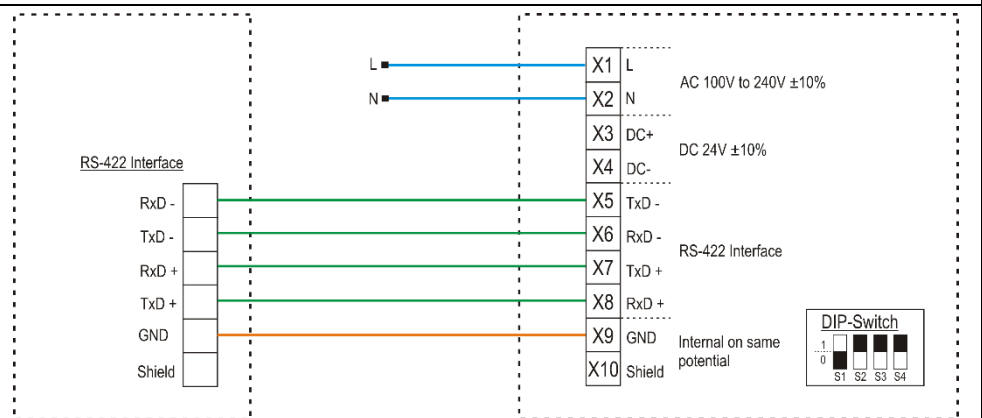 L
N
RS-422 Interface
RxD -
TxD -
RxD +
TxD +
GND
Shield
X1 L
X2 N
AC 100V to 240V ±10%
X3 DC+
X4 DC-
DC 24V ±10%
X5 TxD -
X6 RxD -
X7 TxD +
X8 RxD +
RS-422 Interface
X9 GND
X10 Shield
Internal on same
potential
DIP-Switch
1
0
S1 S2 S3 S4